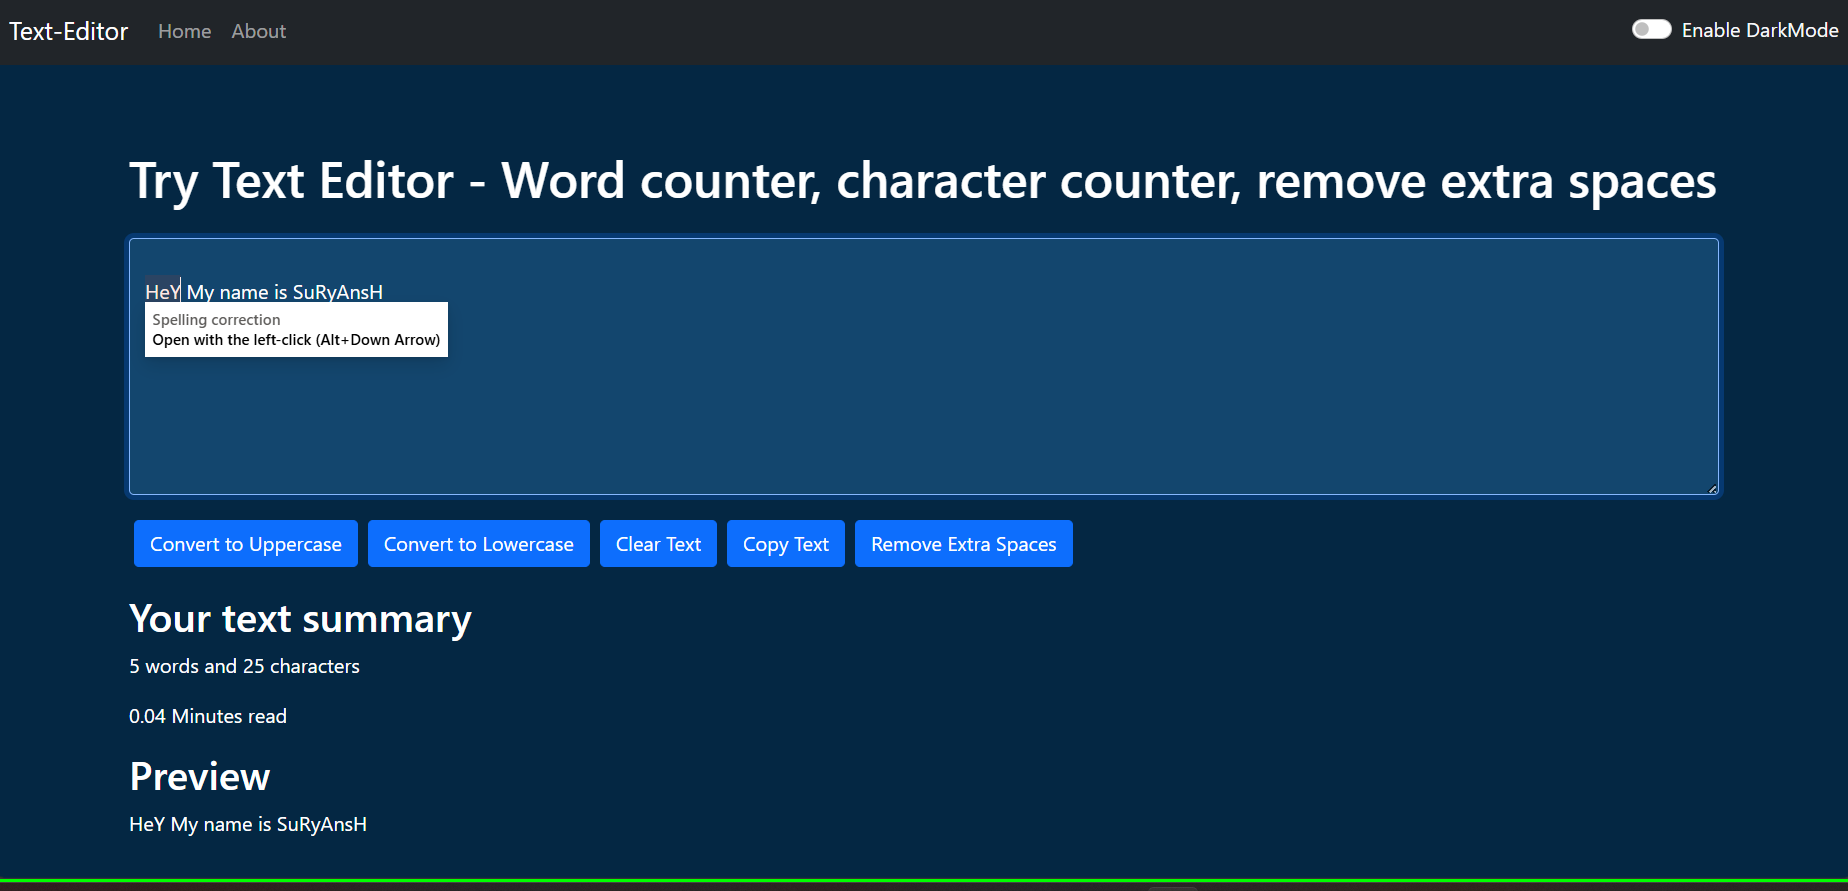 Text-Editor Home About Enable DarkMode
Try Text Editor - Word counter, character counter, remove extra spaces
HeY My name is SuRyAnsH
Spelling correction
Open with the left-click (Alt+Down Arrow)
Convert to Uppercase Convert to Lowercase Clear Text Copy Text Remove Extra Spaces
Your text summary
5 words and 25 characters
0.04 Minutes read
Preview
HeY My name is SuRyAnsH